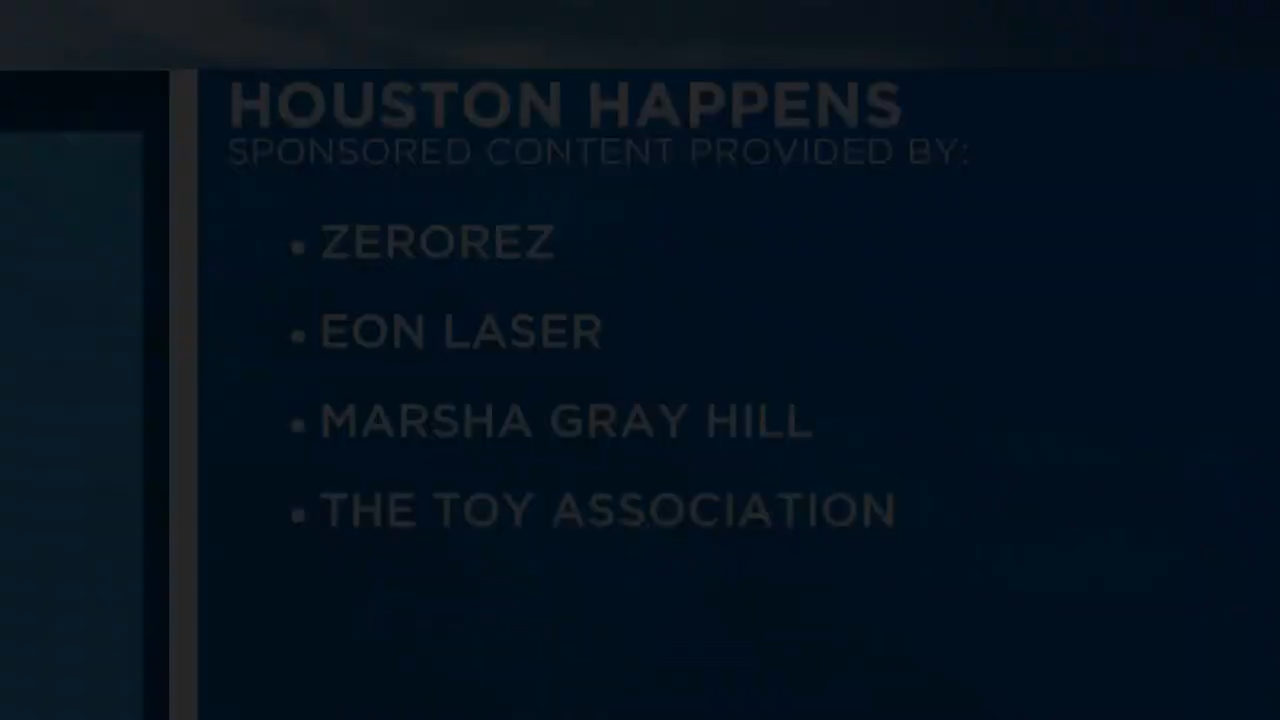 HOUSTON HAPPENS
SPONSORED CONTENT PROVIDED BY:
▪ ZEROREZ
▪ EON LASER
▪ MARSHA GRAY HILL
▪ THE TOY ASSOCIATION